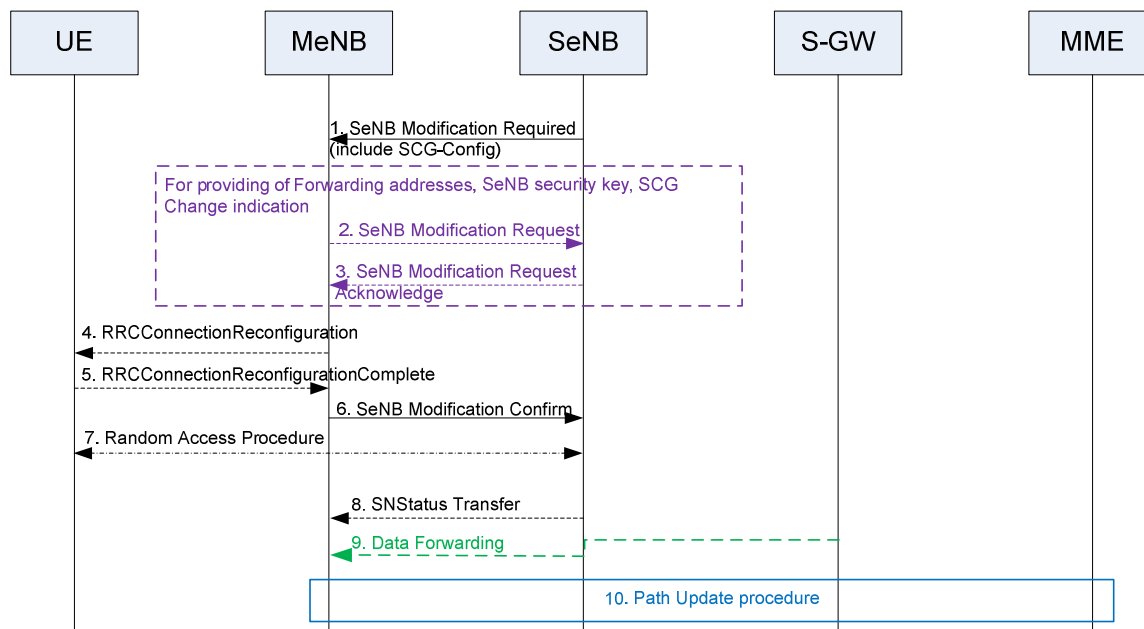 UE
MeNB
SeNB
S-GW
MME
1. SeNB Modification Required
(include SCG-Config)
For providing of Forwarding addresses, SeNB security key, SCG
Change indication
2. SeNB Modification Request
3. SeNB Modification Request
Acknowledge
4. RRCConnectionReconfiguration
5. RRCConnectionReconfigurationComplete
6. SeNB Modification Confirm
7. Random Access Procedure
8. SNStatus Transfer
9. Data Forwarding
10. Path Update procedure